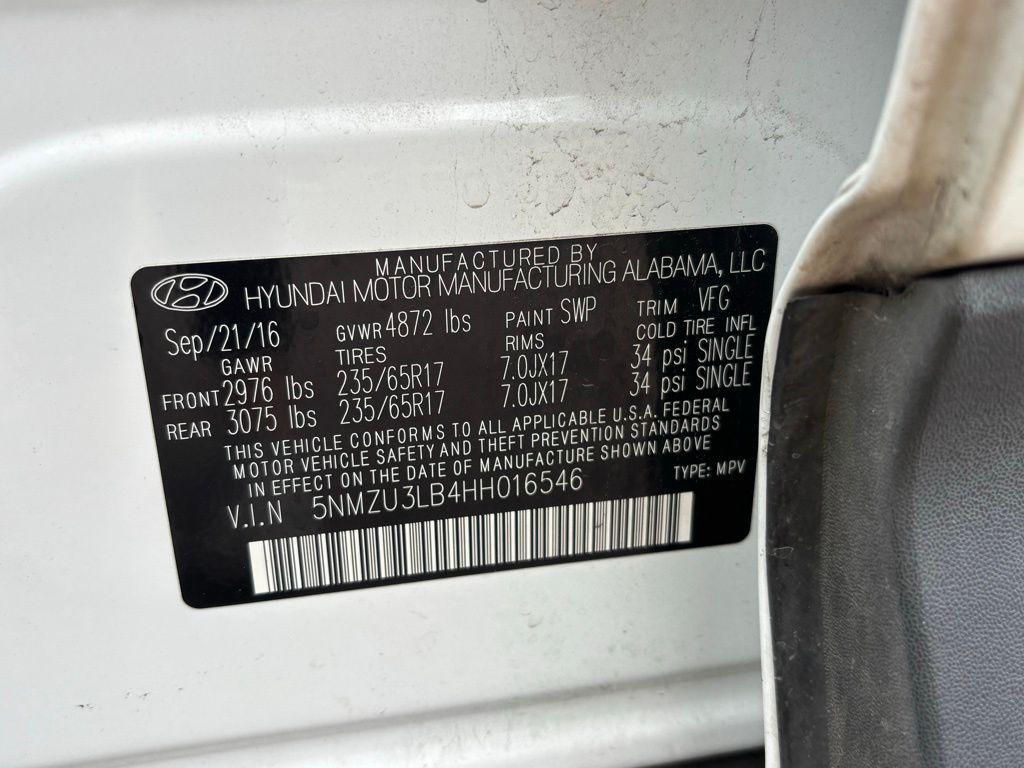 MANUFACTURED BY
HYUNDAI MOTOR MANUFACTURING ALABAMA, LLC
Sep/21/16 GVWR 4872 lbs PAINT SWP TRIM VFG
GAWR TIRES RIMS COLD TIRE INFL
FRONT 2976 lbs 235/65R17 7.0JX17 34 psi SINGLE
REAR 3075 lbs 235/65R17 7.0JX17 34 psi SINGLE
THIS VEHICLE CONFORMS TO ALL APPLICABLE U.S.A. FEDERAL
MOTOR VEHICLE SAFETY AND THEFT PREVENTION STANDARDS
IN EFFECT ON THE DATE OF MANUFACTURE SHOWN ABOVE
V.I.N 5NMZU3LB4HH016546 TYPE: MPV